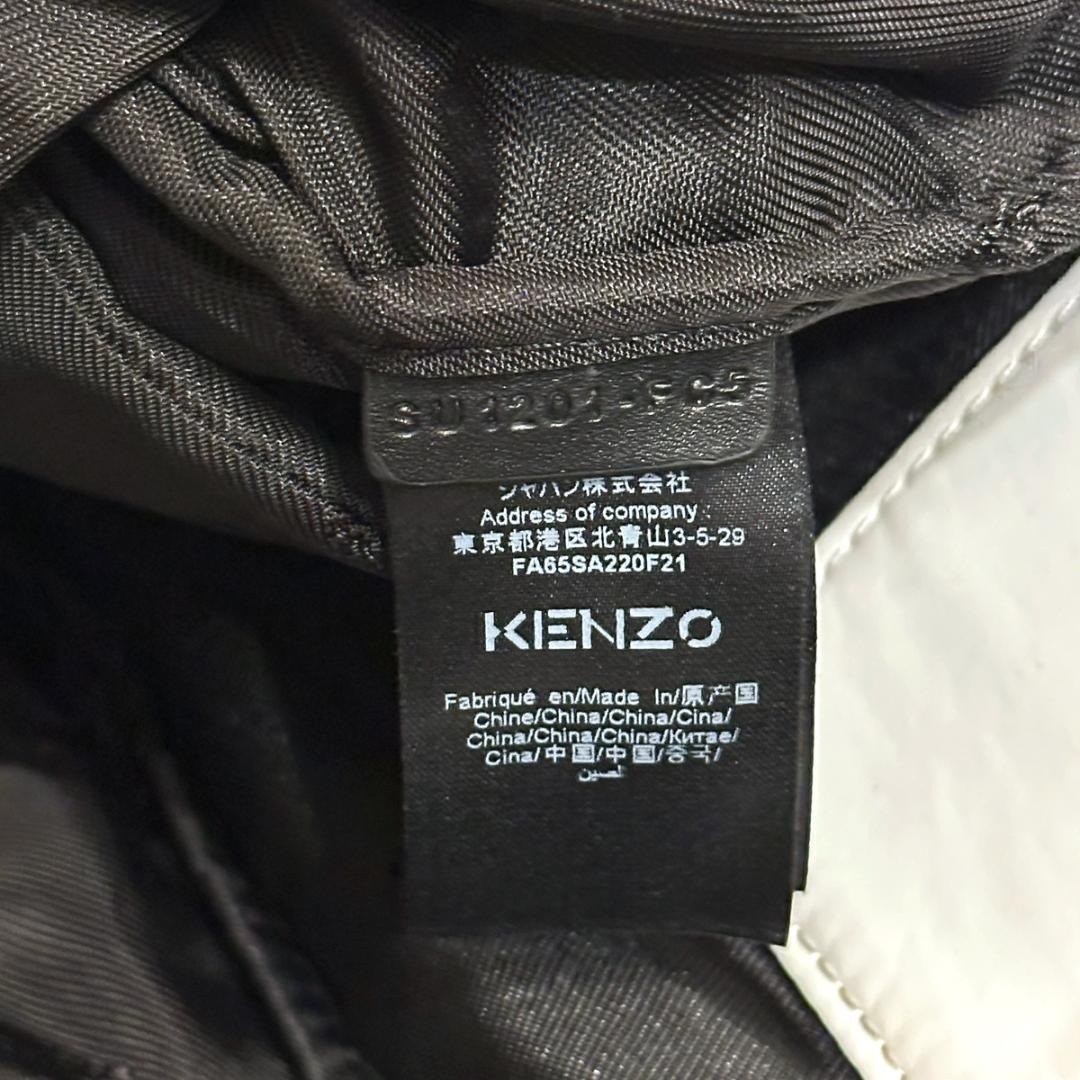 SU1201-PC5
ジャパン株式会社
Address of company :
東京都港区北青山3-5-29
FA65SA220F21
KENZO
Fabriqué en/Made In/原产国
Chine/China/China/Cina/
China/China/China/Китае/
Cina/中国/中国/중국/
الصين